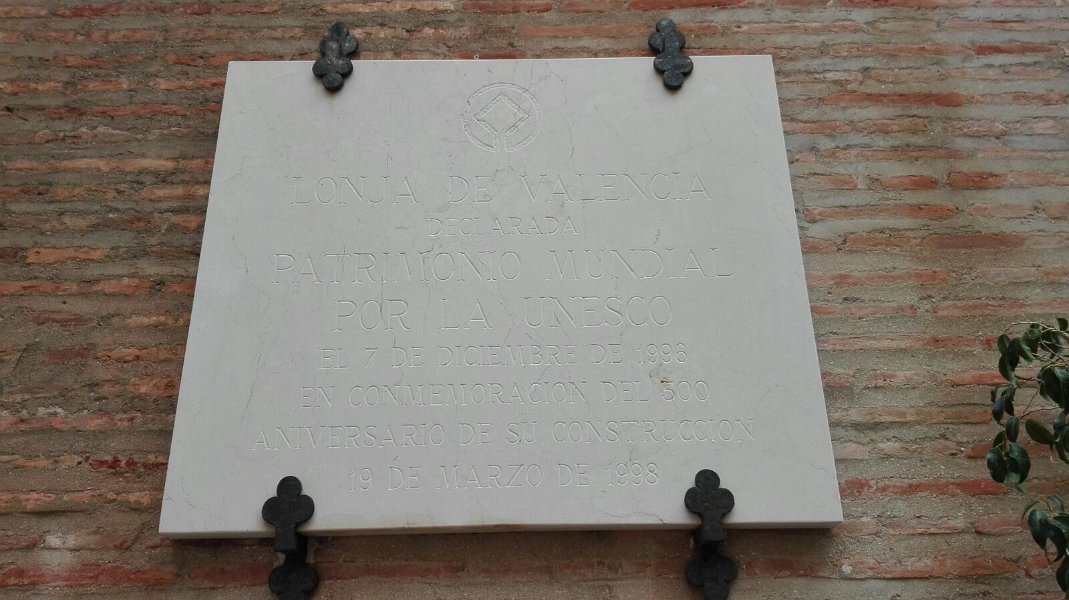 LONJA DE VALENCIA
DECLARADA
PATRIMONIO MUNDIAL
POR LA UNESCO
EL 7 DE DICIEMBRE DE 1996
EN CONMEMORACION DEL 500
ANIVERSARIO DE SU CONSTRUCCION
19 DE MARZO DE 1998